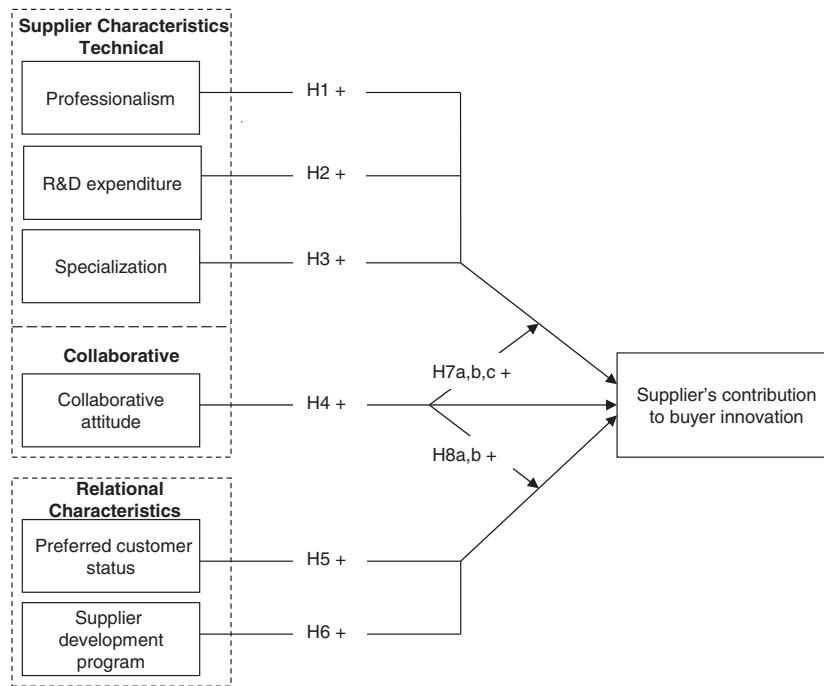 Supplier Characteristics
Technical
Professionalism
H1 +
R&D expenditure
H2 +
Specialization
H3 +
Collaborative
Collaborative
attitude
H4 +
H7a,b,c +
H8a,b +
Supplier's contribution
to buyer innovation
Relational
Characteristics
Preferred customer
status
H5 +
Supplier
development
program
H6 +